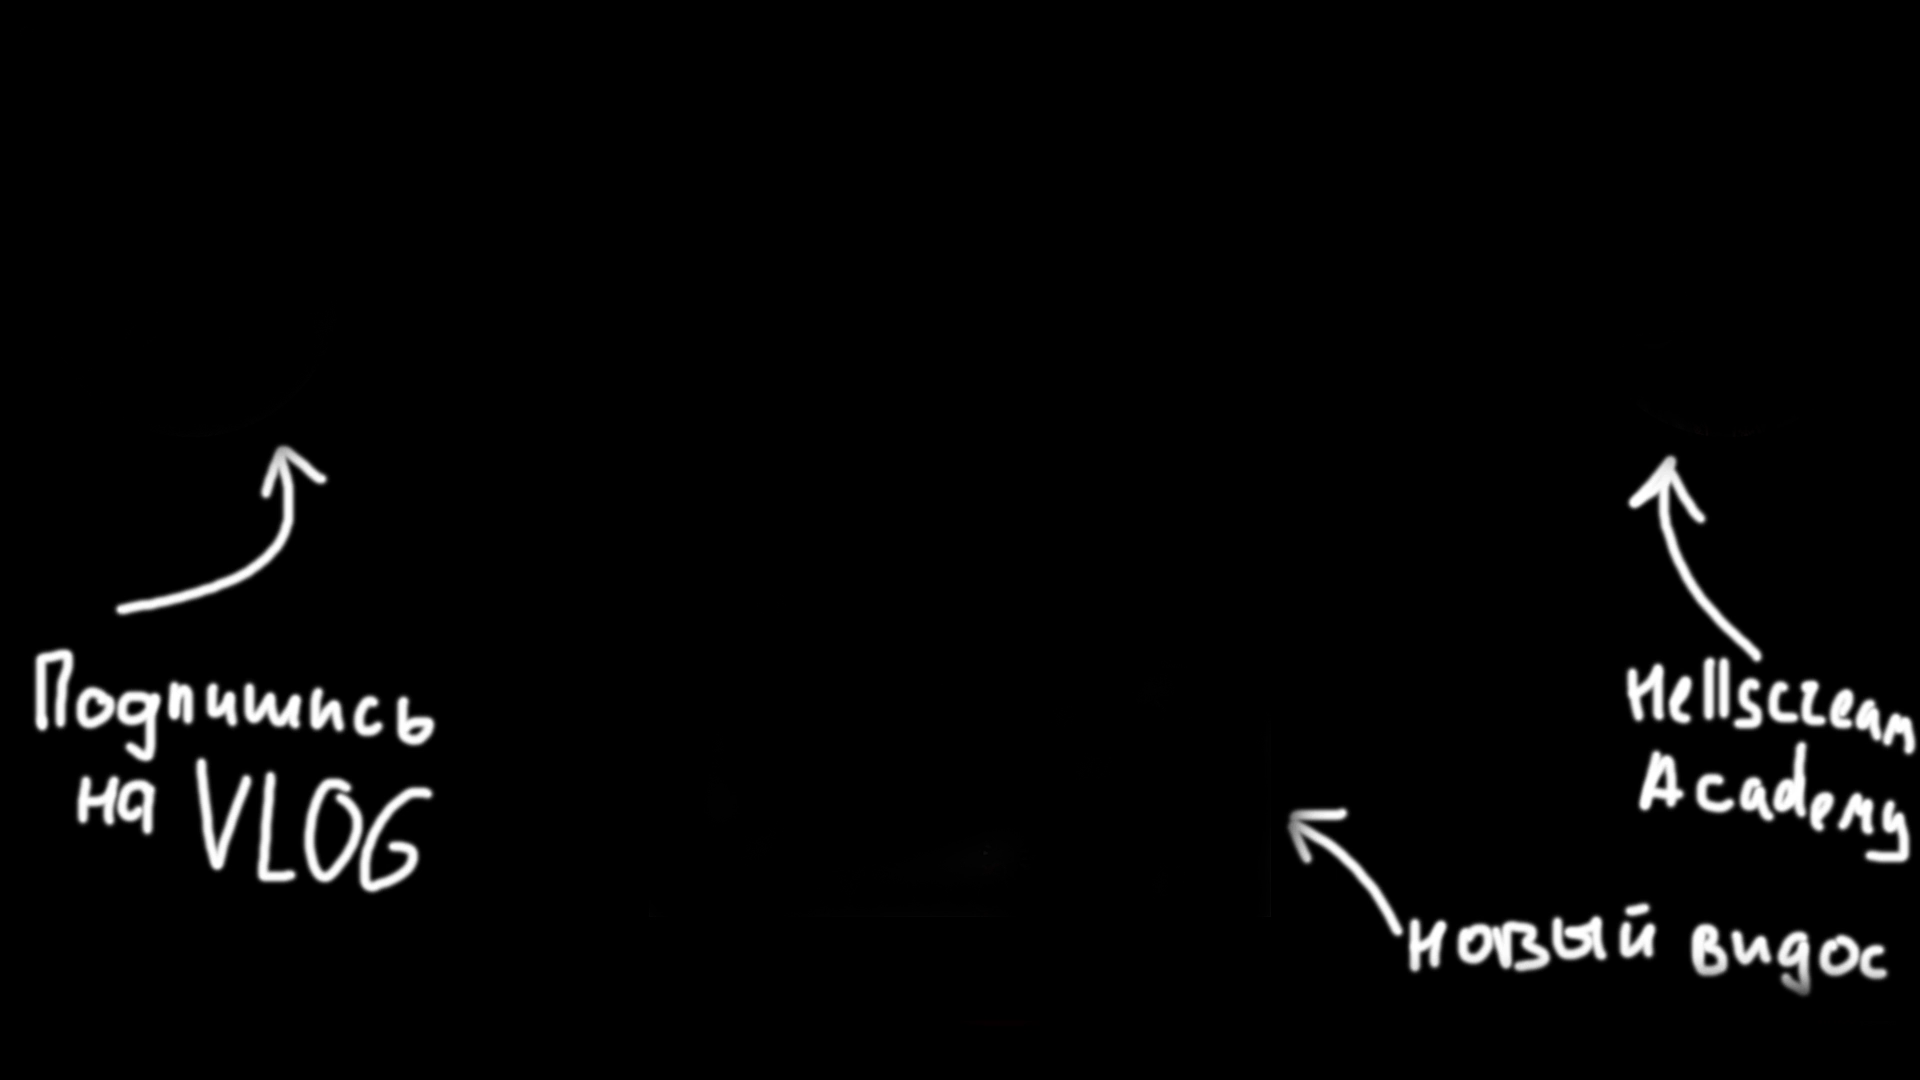 Подпишись
на VLOG
Hellscream
Academy
новый видос